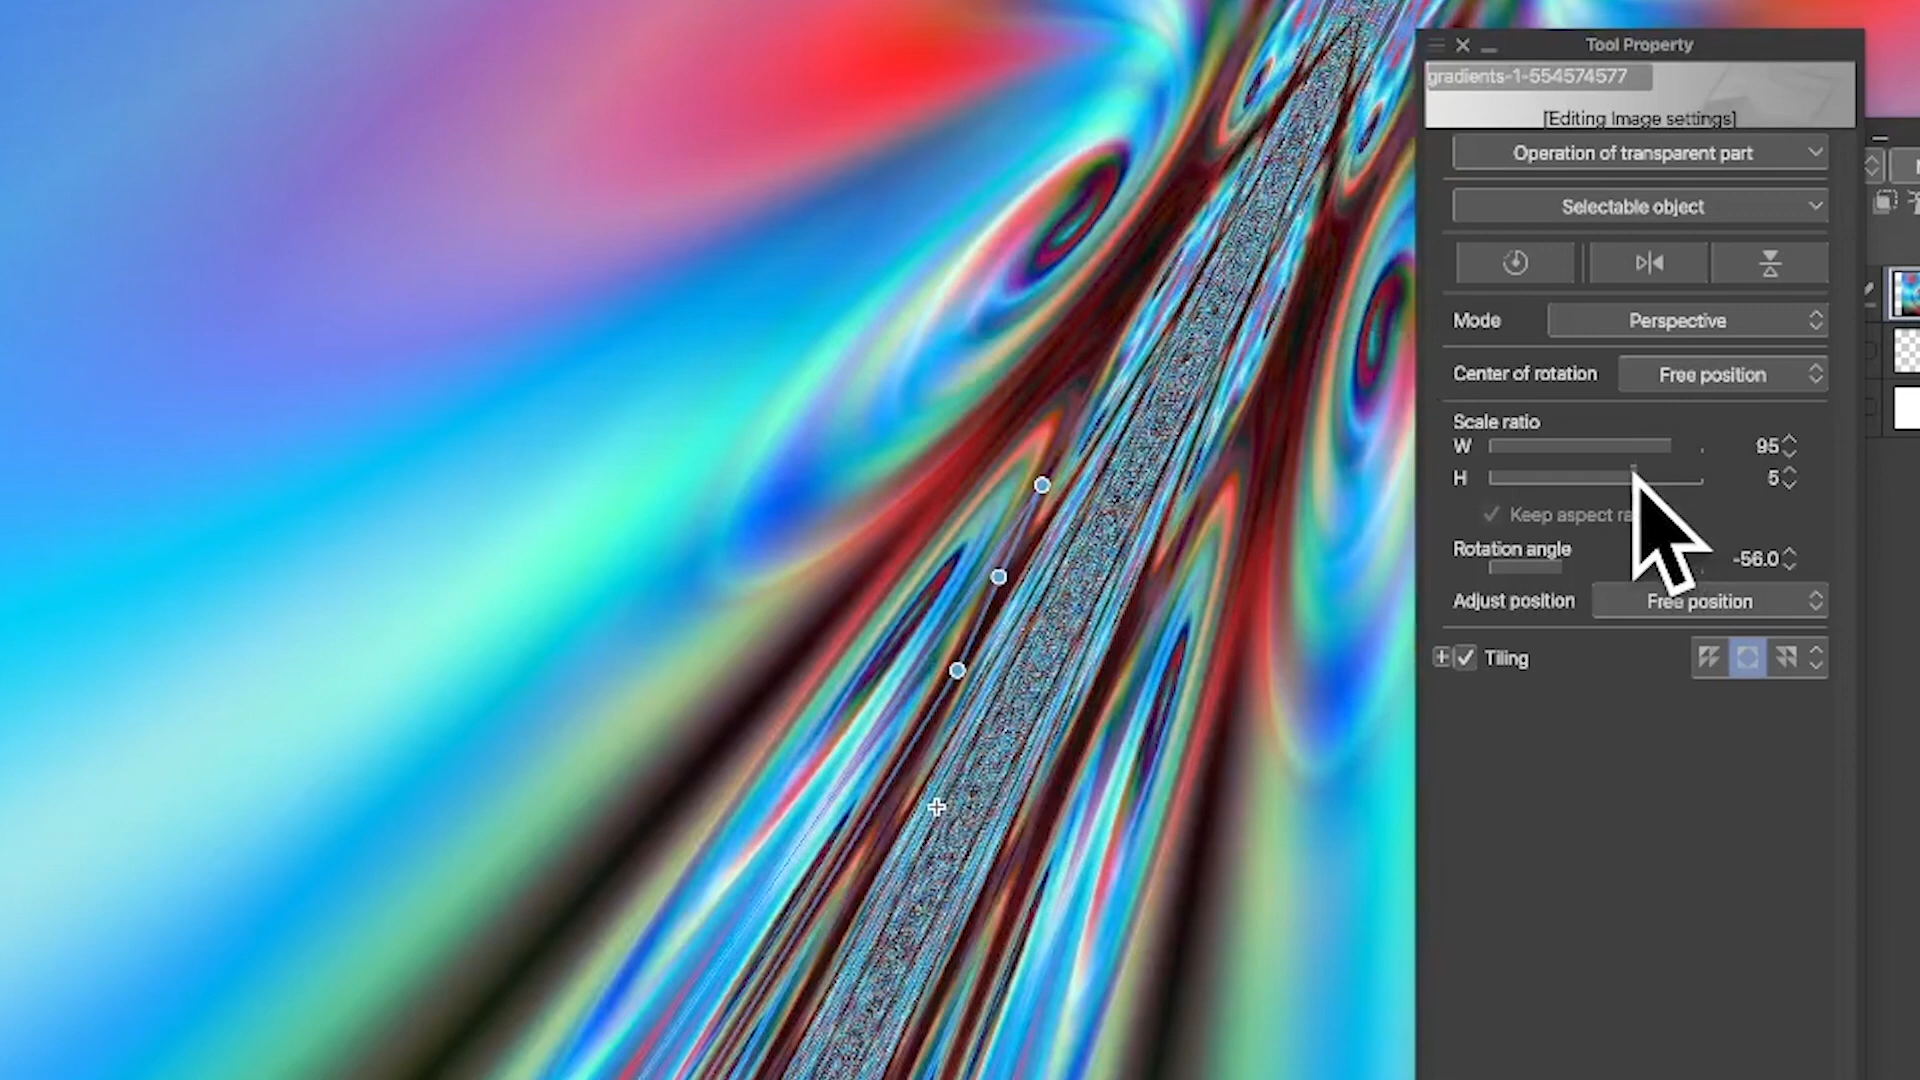 Tool Property
gradients-1-554574577
[Editing Image settings]
Operation of transparent part
Selectable object
Mode Perspective
Center of rotation Free position
Scale ratio
W 95
H 5
Keep aspect ra
Rotation angle -56.0
Adjust position Free position
Tiling